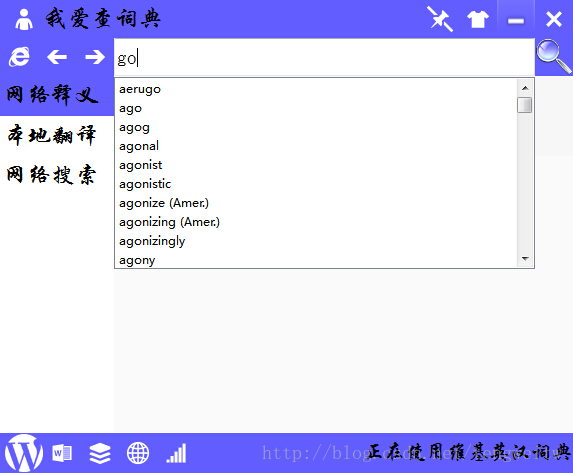 我爱查词典
go
网络释义
本地翻译
网络搜索
aerugo
ago
agog
agonal
agonist
agonistic
agonize (Amer.)
agonizing (Amer.)
agonizingly
agony
正在使用维基英汉词典
http://blog.csdn.net/